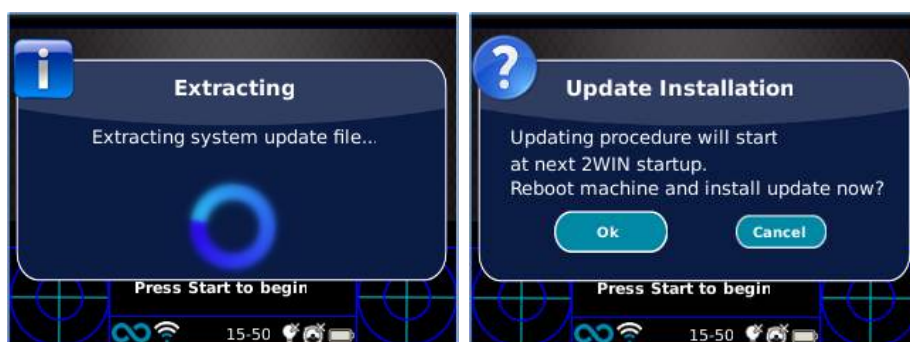 Extracting
Extracting system update file...
Press Start to begin
15-50
Update Installation
Updating procedure will start
at next 2WIN startup.
Reboot machine and install update now?
Ok
Cancel
Press Start to begin
15-50